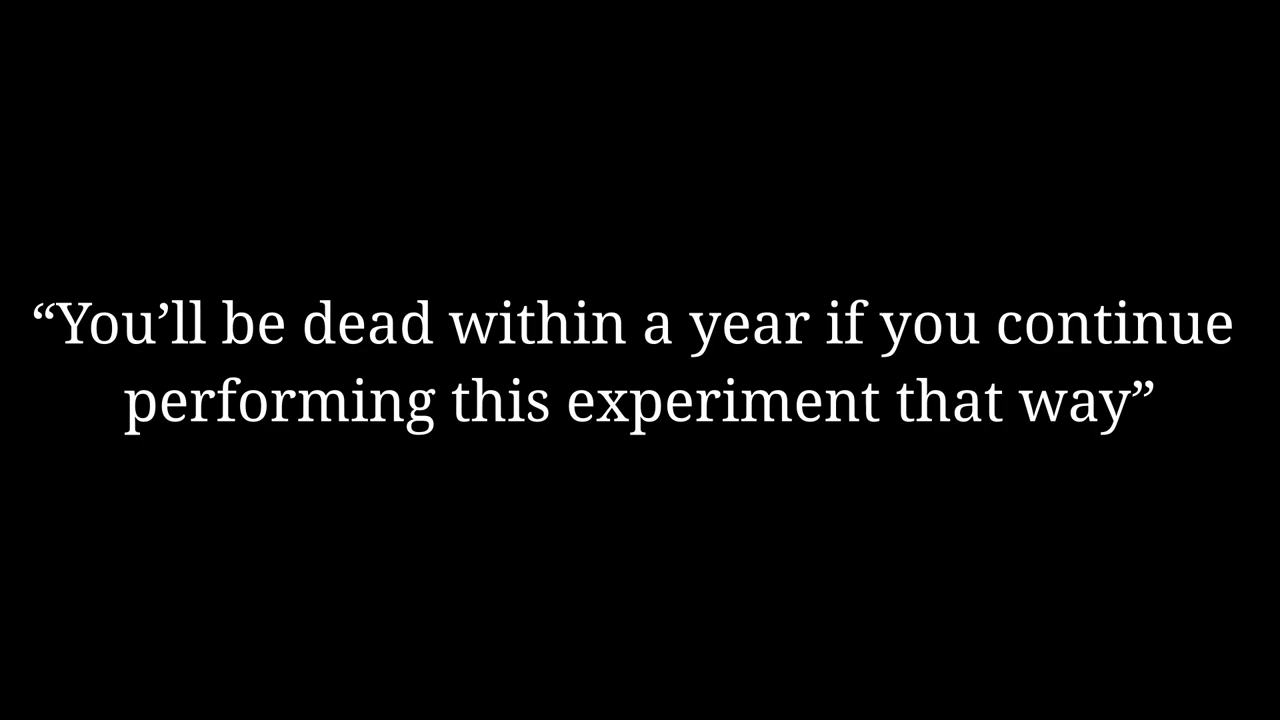 “You’ll be dead within a year if you continue
performing this experiment that way”